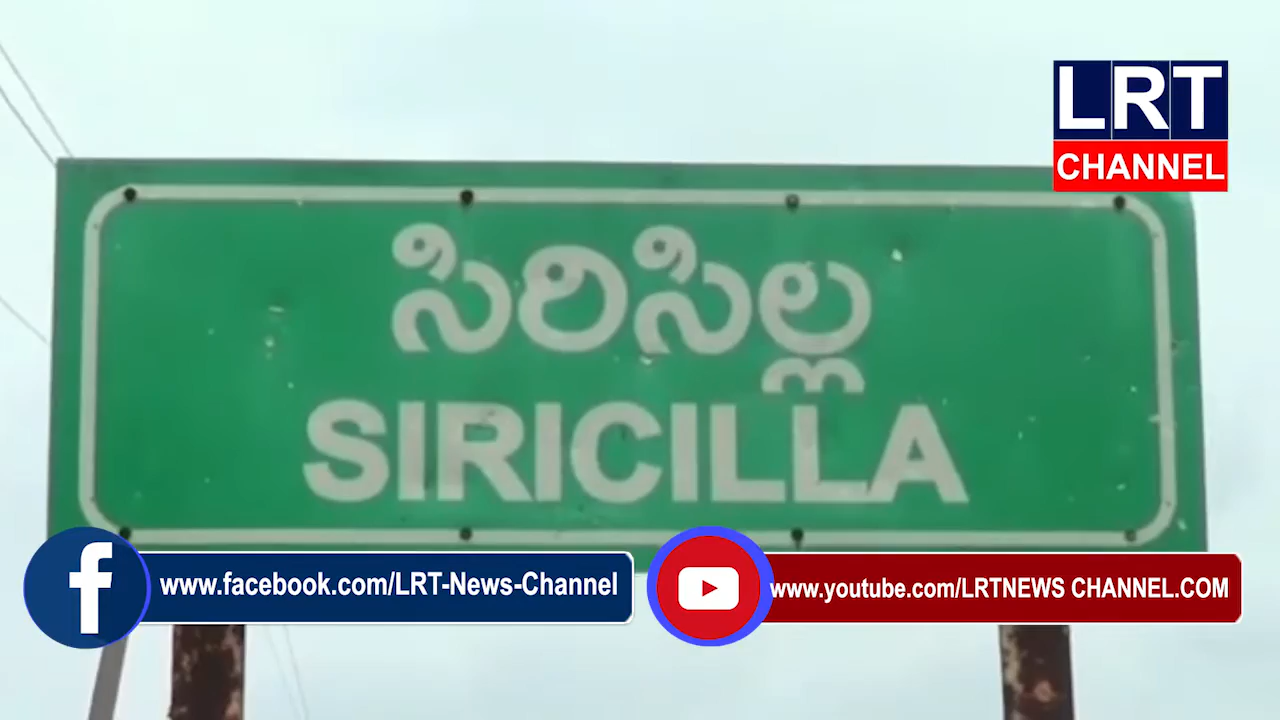 LRT
CHANNEL
సిరిసిల్ల
SIRICILLA
www.facebook.com/LRT-News-Channel
www.youtube.com/LRTNEWS CHANNEL.COM